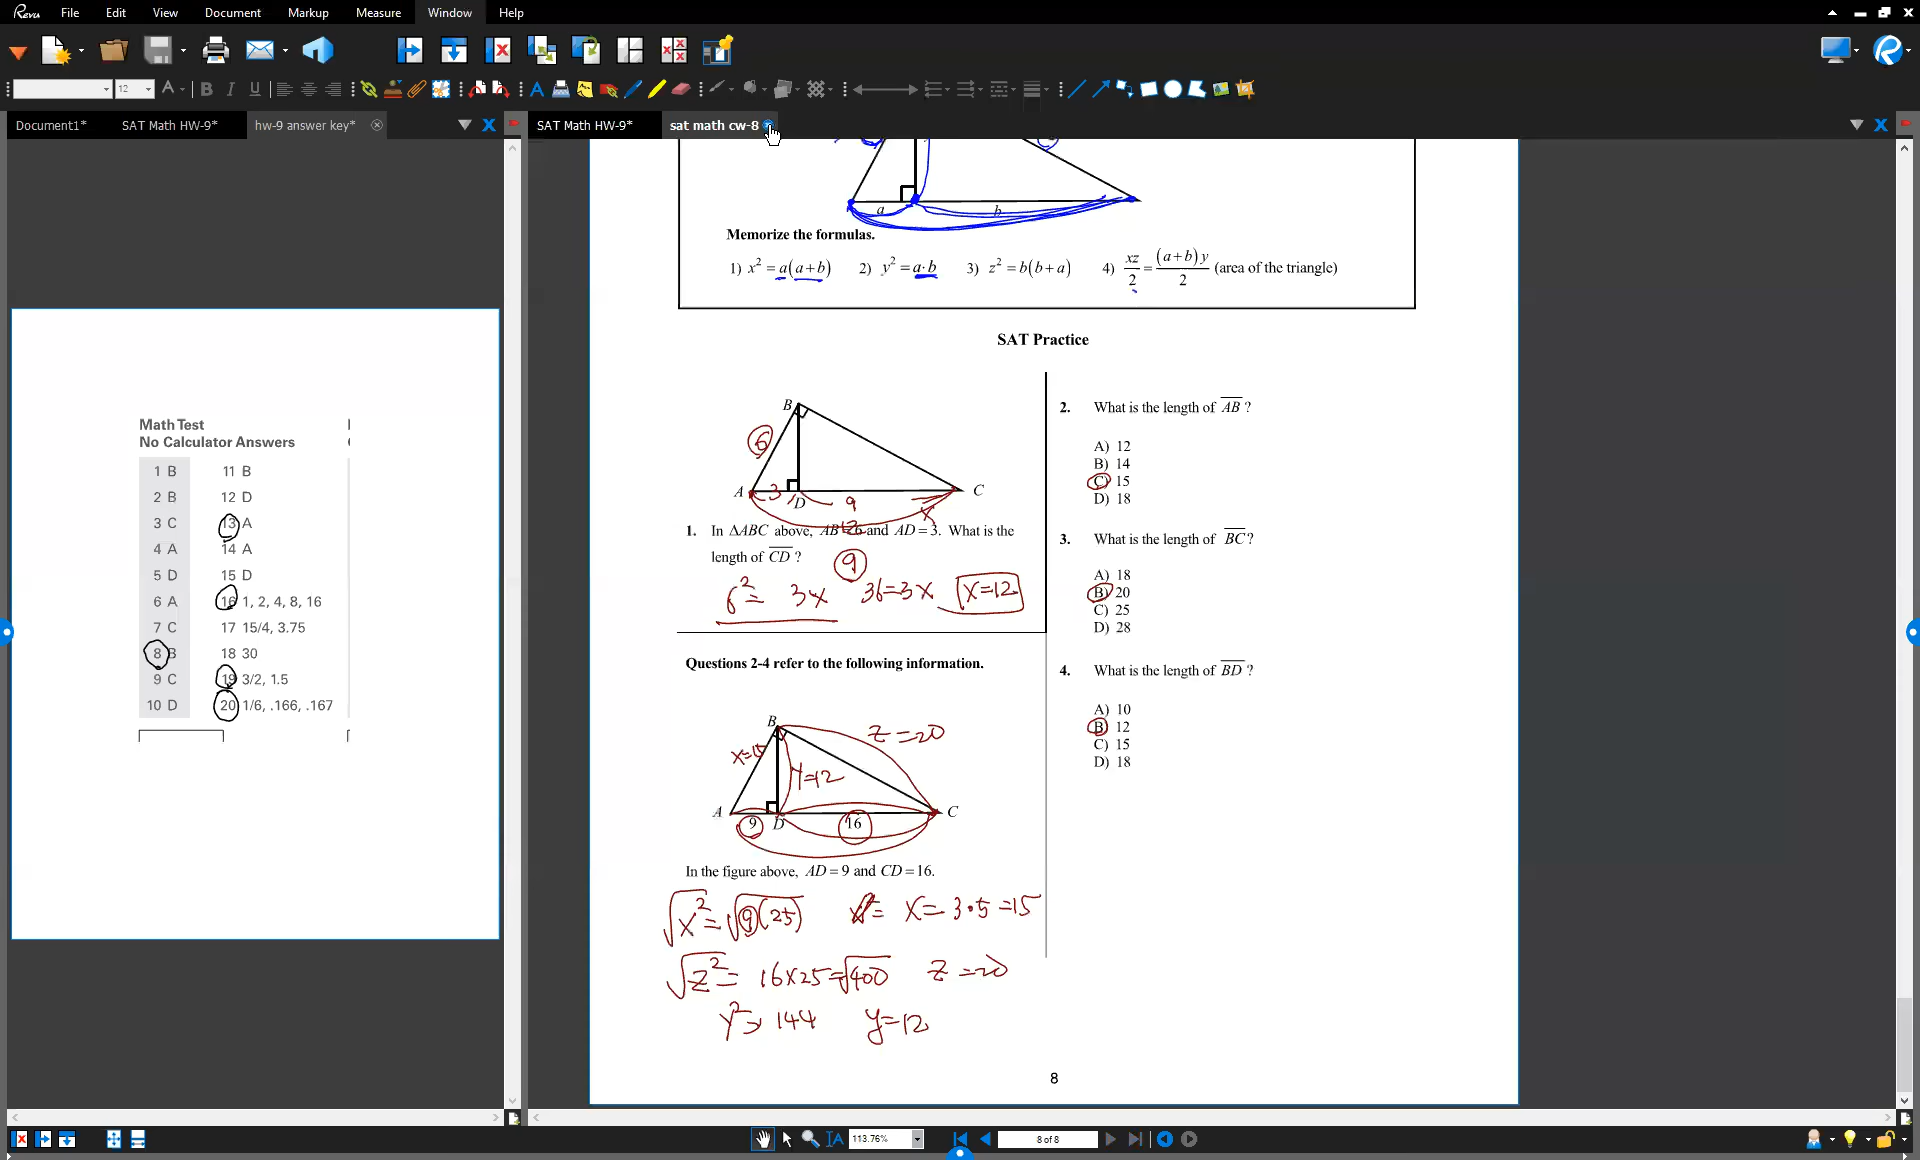 Revu File Edit View Document Markup Measure Window Help
12
Document1* SAT Math HW-9* hw-9 answer key*
SAT Math HW-9* sat math cw-8
Math Test
No Calculator Answers
1 B 11 B
2 B 12 D
3 C 13 A
4 A 14 A
5 D 15 D
6 A 16 1, 2, 4, 8, 16
7 C 17 15/4, 3.75
8 B 18 30
9 C 19 3/2, 1.5
10 D 20 1/6, .166, .167
a b
Memorize the formulas.
1) x² = a(a+b) 2) y² = a·b 3) z² = b(b+a) 4) xz/2 = (a+b)y/2 (area of the triangle)
SAT Practice
B
6
A 3 D 9 C
x
12
1. In ΔABC above, AB = 6 and AD = 3. What is the
length of CD ?
9
6² = 3x 36=3x x=12
Questions 2-4 refer to the following information.
B
z=20
x=15
y=12
A 9 D 16 C
In the figure above, AD = 9 and CD = 16.
√x² = √9(25) x= x=3·5=15
√z² = 16x25=√400 z=20
y²= 144 y=12
2. What is the length of AB ?
A) 12
B) 14
C) 15
D) 18
3. What is the length of BC?
A) 18
B) 20
C) 25
D) 28
4. What is the length of BD ?
A) 10
B) 12
C) 15
D) 18
8
113.76% 8 of 8